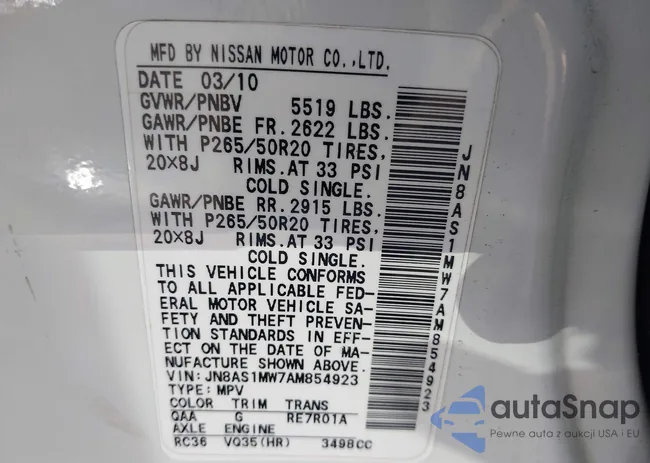 MFD BY NISSAN MOTOR CO.,LTD.
DATE 03/10
GVWR/PNBV 5519 LBS.
GAWR/PNBE FR.2622 LBS.
WITH P265/50R20 TIRES,
20X8J RIMS.AT 33 PSI
COLD SINGLE.
GAWR/PNBE RR.2915 LBS.
WITH P265/50R20 TIRES,
20X8J RIMS.AT 33 PSI
COLD SINGLE.
THIS VEHICLE CONFORMS
TO ALL APPLICABLE FED-
ERAL MOTOR VEHICLE SA-
FETY AND THEFT PREVEN-
TION STANDARDS IN EFF-
ECT ON THE DATE OF MA-
NUFACTURE SHOWN ABOVE.
VIN: JN8AS1MW7AM854923
TYPE: MPV
COLOR TRIM TRANS
QAA G RE7R01A
AXLE ENGINE
RC36 VQ35(HR) 3498CC
JN8AS1MW7AM854923
autoSnap
Pewne auta z aukcji USA i EU